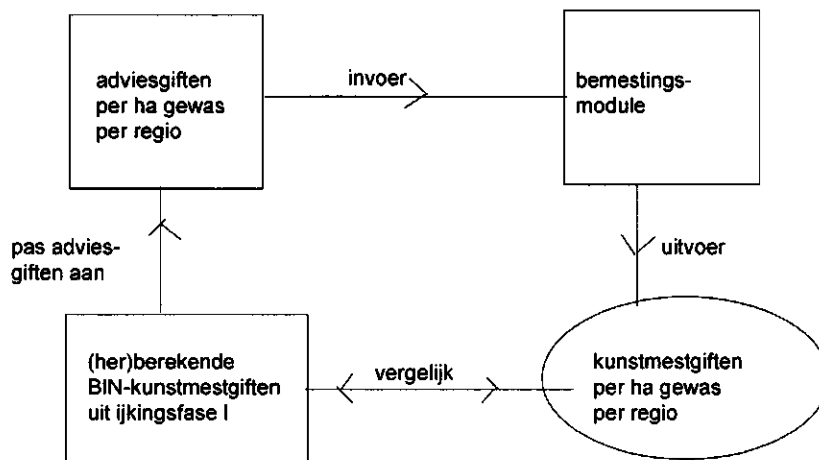 adviesgiften
per ha gewas
per regio
invoer
bemestings-
module
uitvoer
pas advies-
giften aan
(her)berekende
BIN-kunstmestgiften
uit ijkingsfase I
vergelijk
kunstmestgiften
per ha gewas
per regio